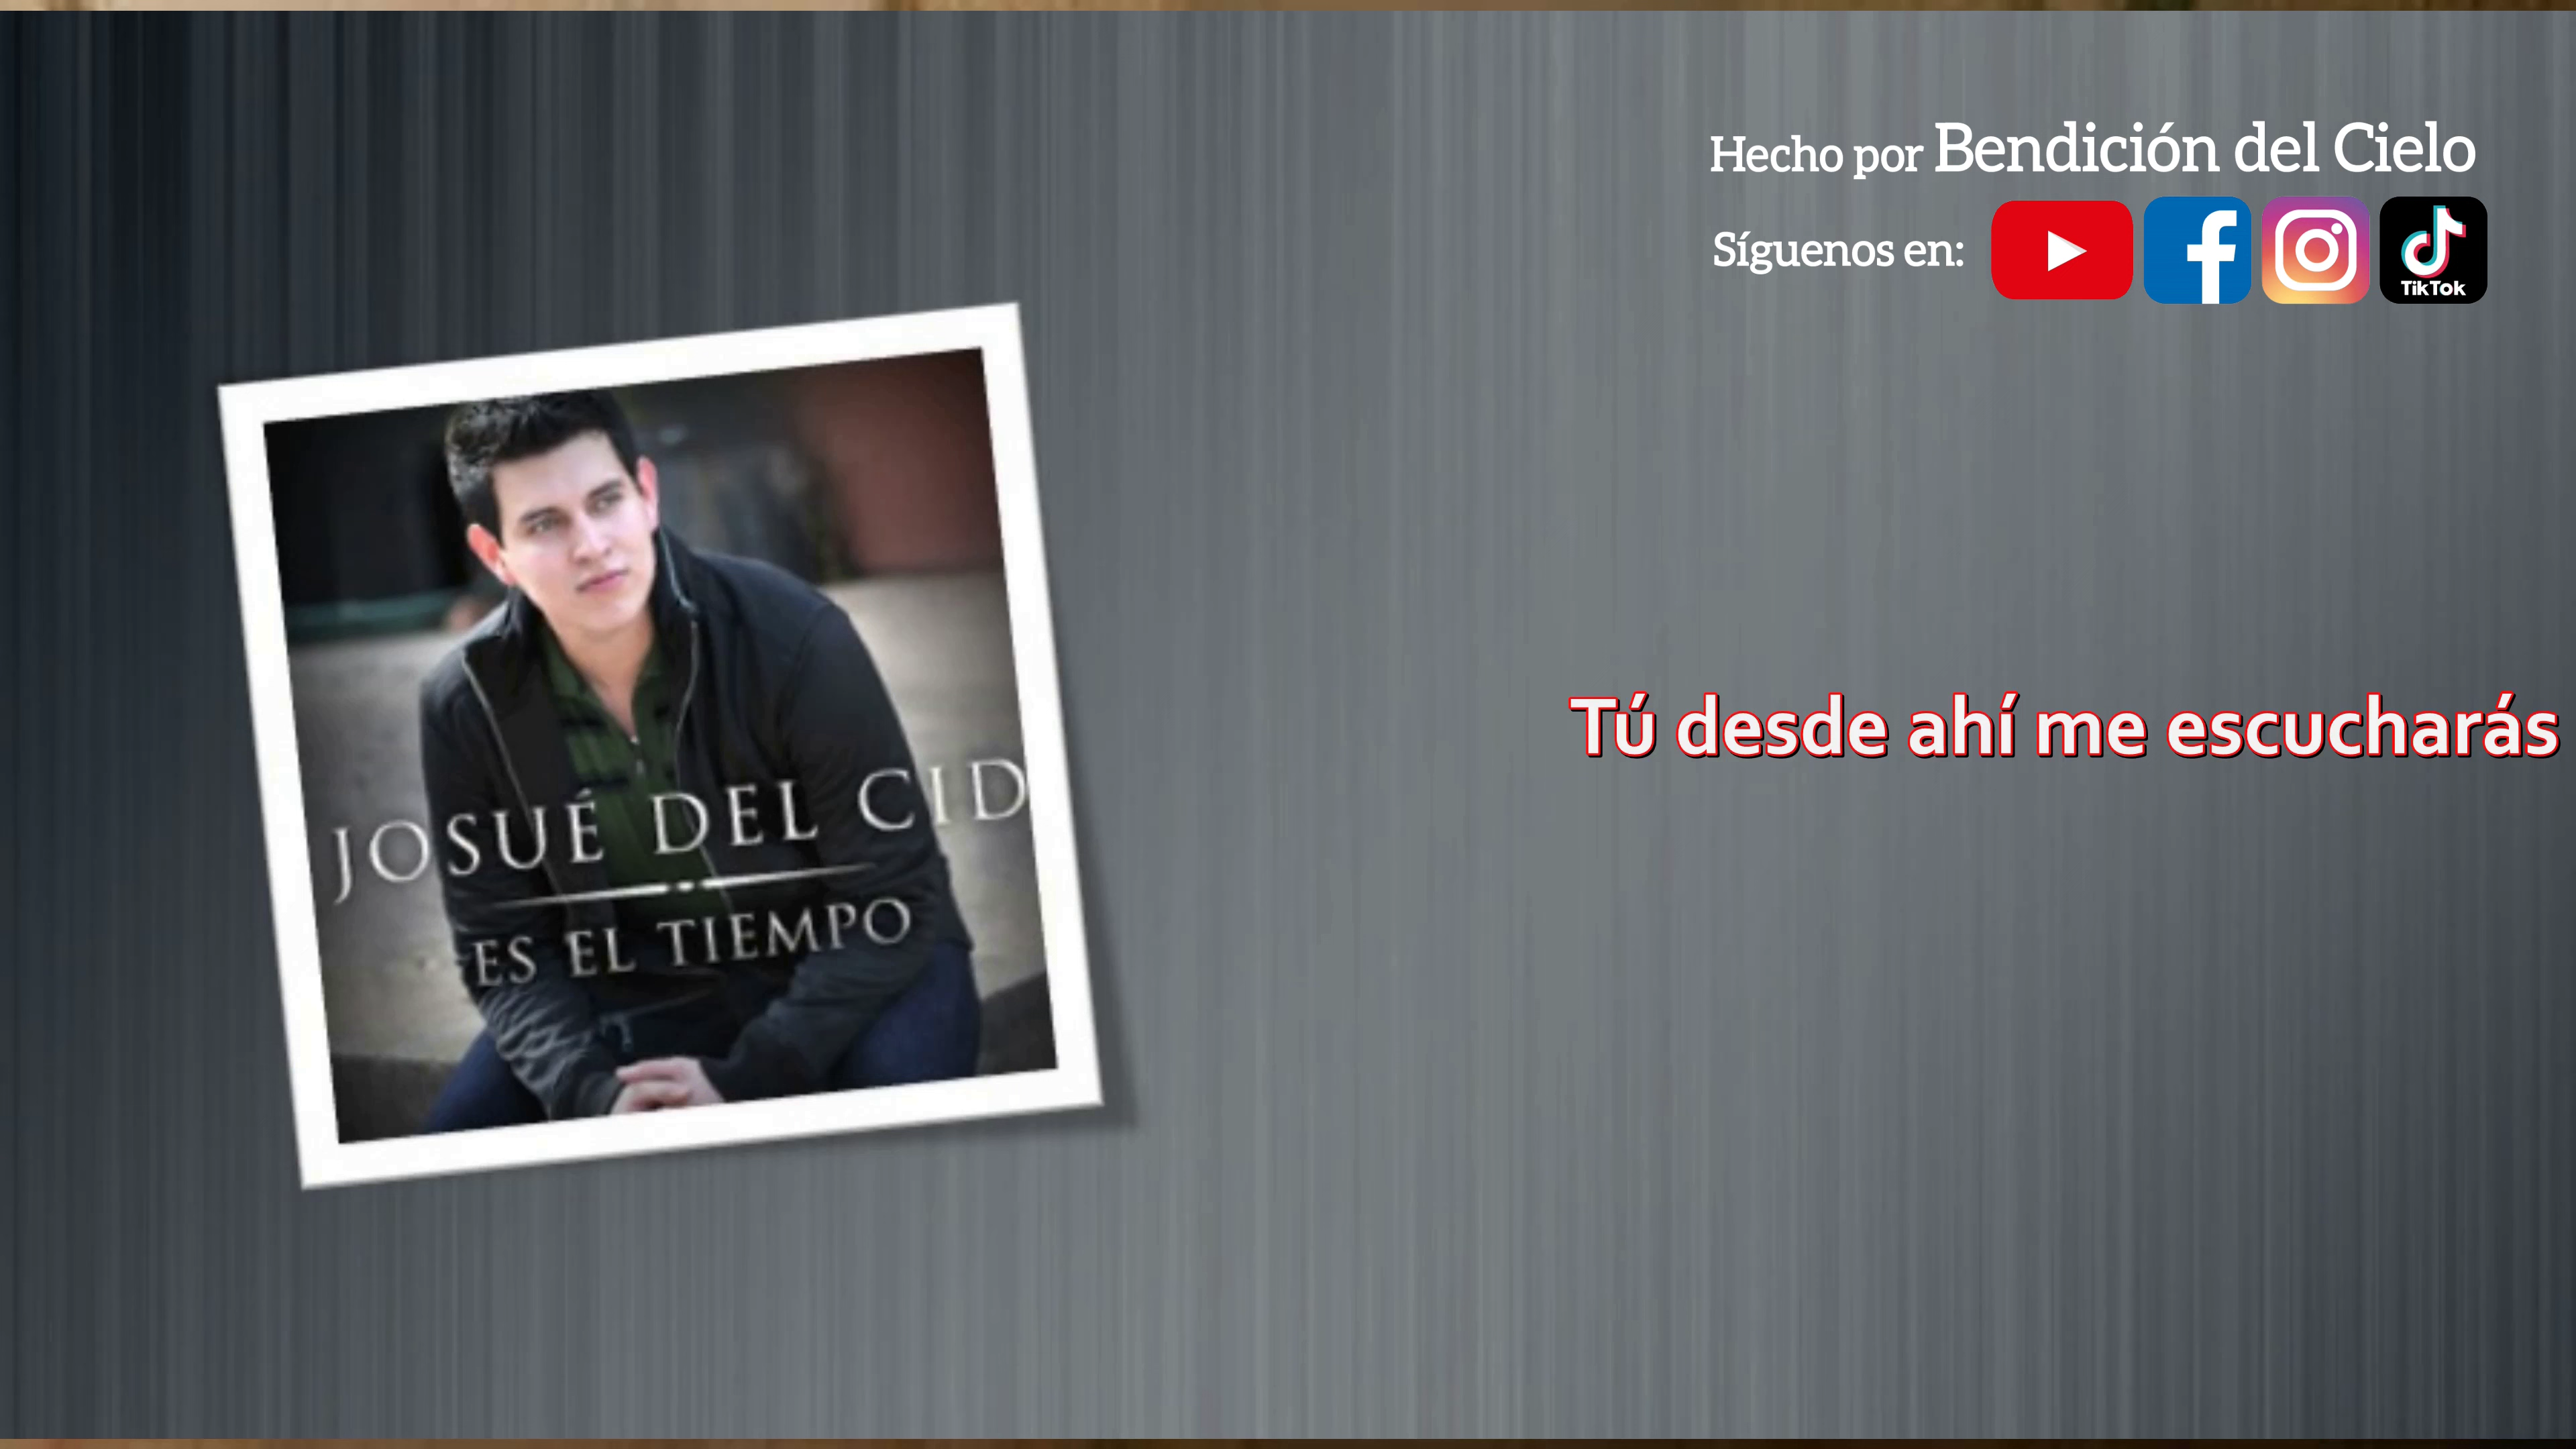 Hecho por Bendición del Cielo
Síguenos en:
TikTok
Tú desde ahí me escucharás
JOSUÉ DEL CID
ES EL TIEMPO